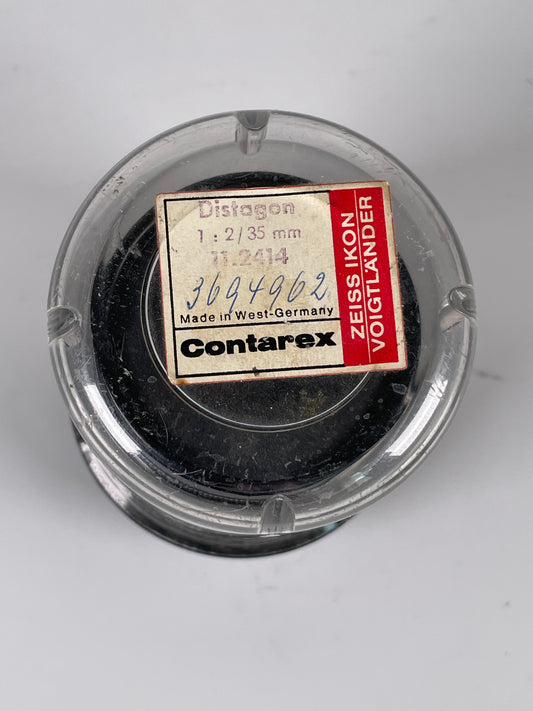 Distagon
1 : 2/35 mm
11.2414
3694962
Made in West-Germany
Contarex
ZEISS IKON
VOIGTLÄNDER